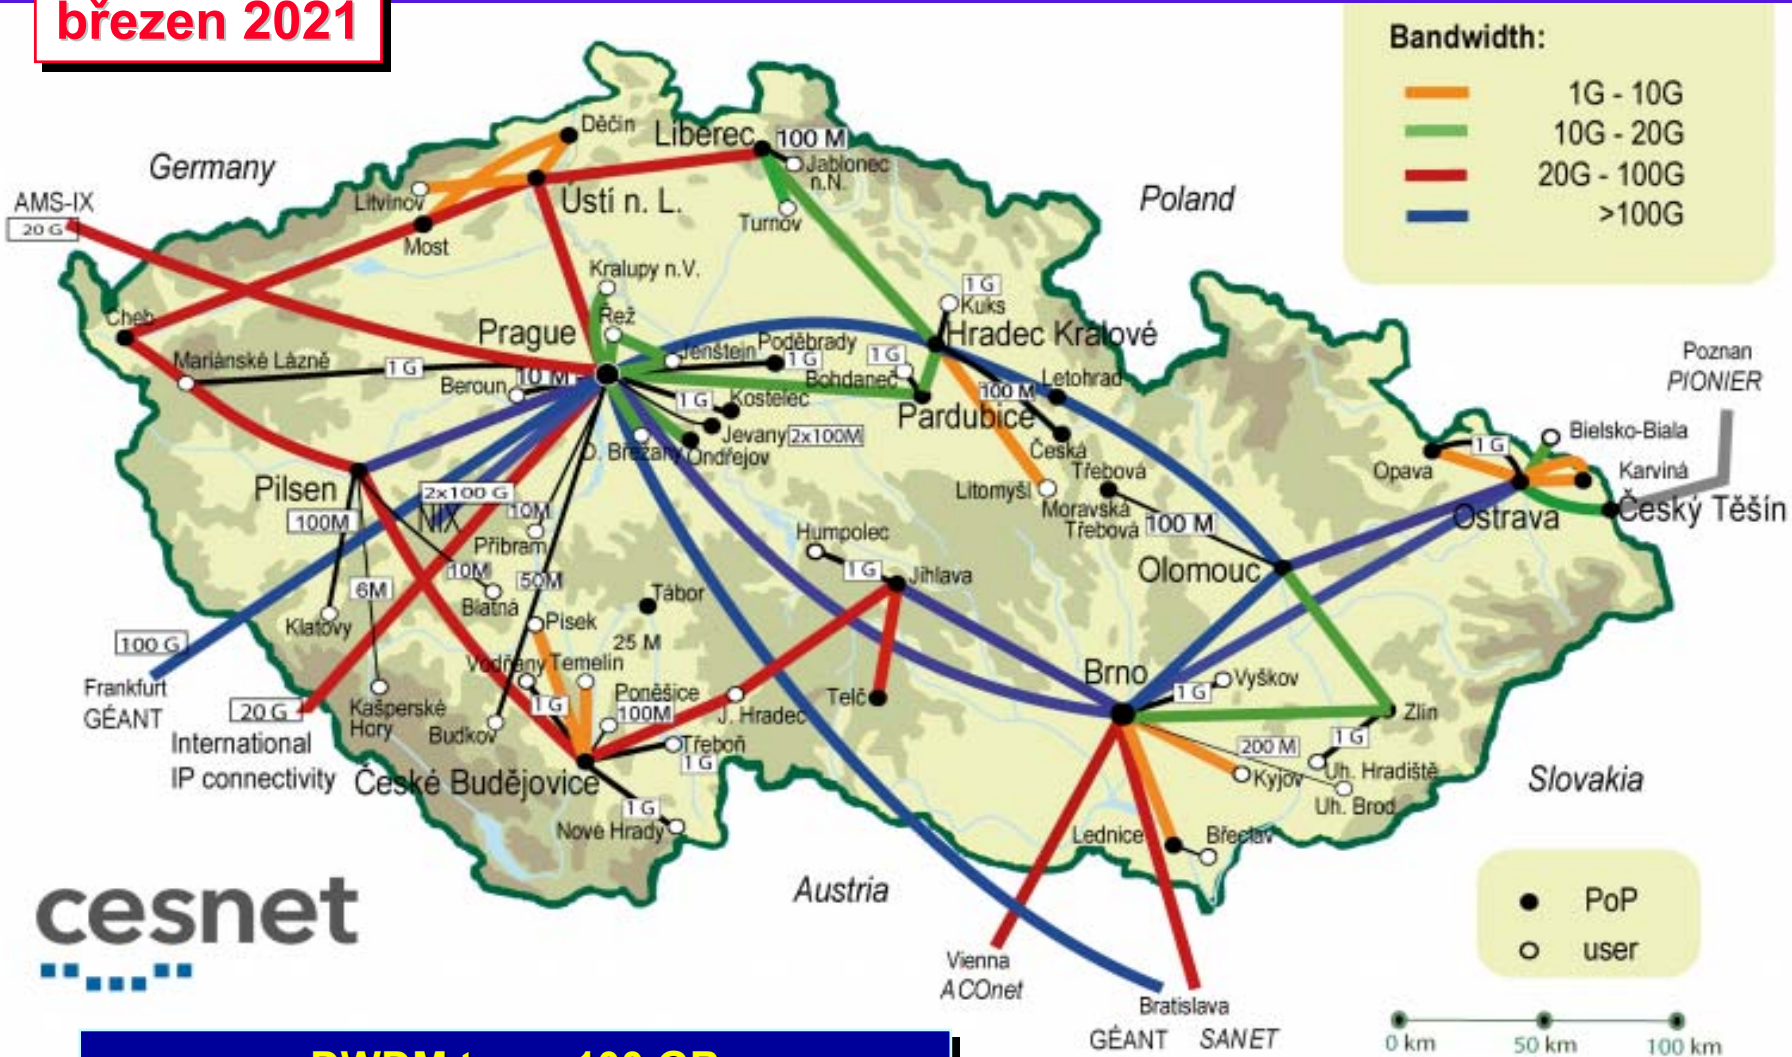 březen 2021
Bandwidth:
1G - 10G
10G - 20G
20G - 100G
>100G
Germany
Poland
Slovakia
Austria
AMS-IX
20 G
Děčín
Liberec
100 M
Jablonec
n.N.
Litvínov
Ústí n. L.
Turnov
Most
Kralupy n.V.
Řež
1 G
Kuks
Cheb
Prague
Hradec Králové
Jenštejn
Poděbrady
1 G
1 G
Mariánské Lázně
1 G
Beroun
10 M
Bohdaneč
Letohrad
100 M
1 G
Kostelec
Pardubice
Jevany
2x100M
D. Břežany
Ondřejov
Česká
Třebová
Litomyšl
Moravská
Třebová
100 M
Poznan
PIONIER
Bielsko-Biala
1 G
Opava
Karviná
Ostrava
Český Těšín
Pilsen
2x100 G
NIX
100M
10M
Příbram
Humpolec
1 G
Jihlava
Olomouc
10M
50M
6M
Blatná
Tábor
Klatovy
Písek
25 M
100 G
Vodňany
Temelín
Brno
Vyškov
1 G
Frankfurt
GÉANT
20 G
Kašperské
Hory
1 G
Poněšice
100M
J. Hradec
Telč
Zlín
Budkov
Třeboň
1 G
200 M
1 G
International
IP connectivity
České Budějovice
Kyjov
Uh. Hradiště
Uh. Brod
1 G
Nové Hrady
Lednice
Břeclav
cesnet
PoP
user
Vienna
ACOnet
Bratislava
GÉANT SANET
0 km
50 km
100 km